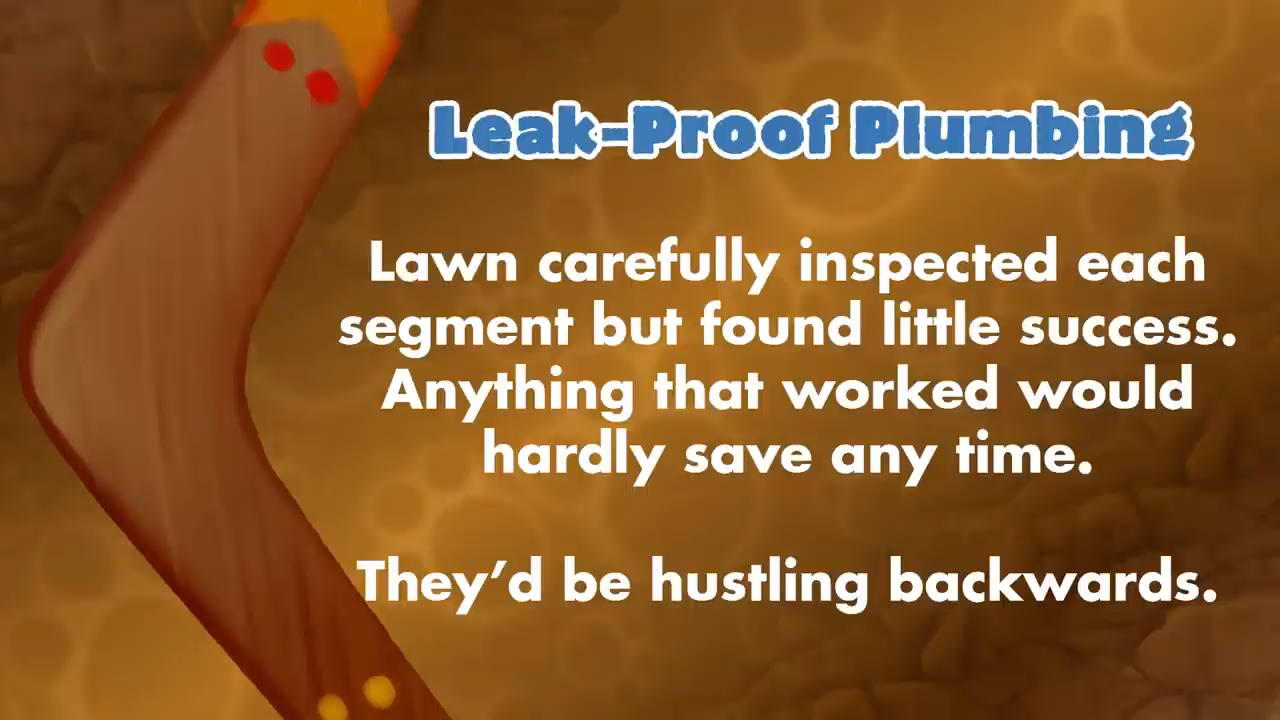 Leak-Proof Plumbing
Lawn carefully inspected each
segment but found little success.
Anything that worked would
hardly save any time.
They’d be hustling backwards.